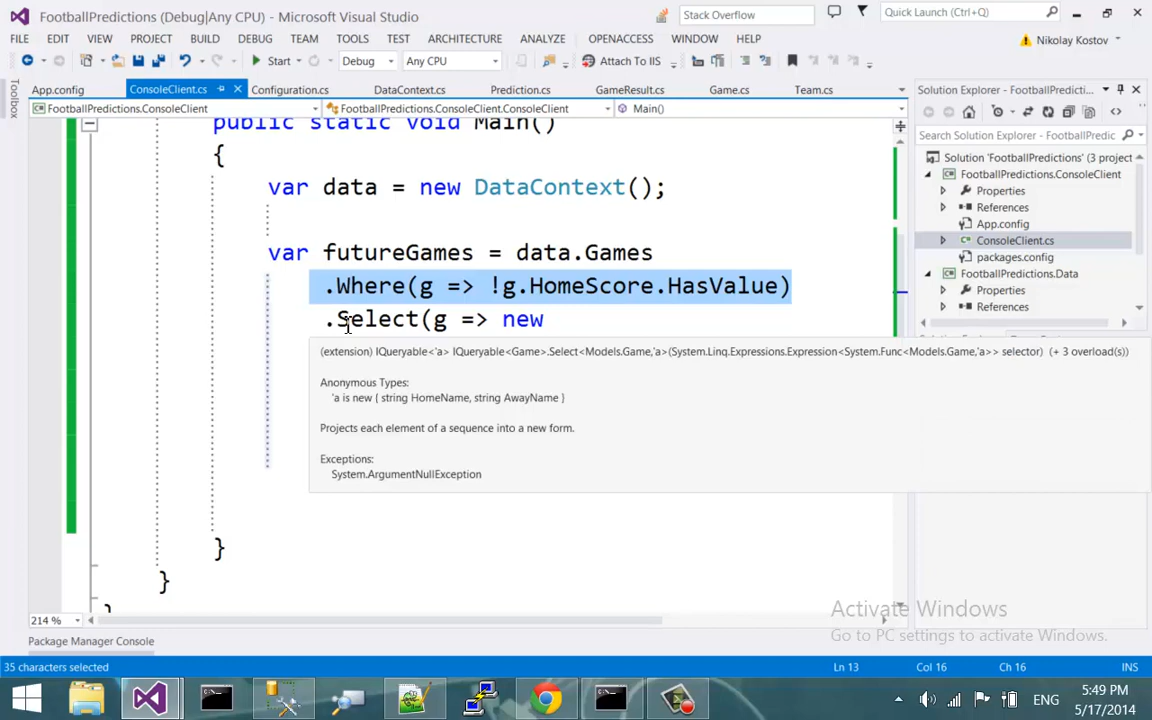 FootballPredictions (Debug|Any CPU) - Microsoft Visual Studio
Stack Overflow
Quick Launch (Ctrl+Q)
FILE EDIT VIEW PROJECT BUILD DEBUG TEAM TOOLS TEST ARCHITECTURE ANALYZE OPENACCESS WINDOW HELP
Nikolay Kostov
Start Debug Any CPU Attach To IIS
Toolbox
App.config ConsoleClient.cs Configuration.cs DataContext.cs Prediction.cs GameResult.cs Game.cs Team.cs
FootballPredictions.ConsoleClient FootballPredictions.ConsoleClient.ConsoleClient Main()
public static void Main()
{
var data = new DataContext();
var futureGames = data.Games
.Where(g => !g.HomeScore.HasValue)
.Select(g => new
(extension) IQueryable<'a> IQueryable<Game>.Select<Models.Game,'a>(System.Linq.Expressions.Expression<System.Func<Models.Game,'a>> selector) (+ 3 overload(s))
Anonymous Types:
'a is new { string HomeName, string AwayName }
Projects each element of a sequence into a new form.
Exceptions:
System.ArgumentNullException
}
}
}
Solution Explorer - FootballPredicti...
Search Solution Explorer - FootballPredic
Solution 'FootballPredictions' (3 project
FootballPredictions.ConsoleClient
Properties
References
App.config
ConsoleClient.cs
packages.config
FootballPredictions.Data
Properties
References
Activate Windows
Go to PC settings to activate Windows.
214 %
Package Manager Console
35 characters selected
Ln 13 Col 16 Ch 16 INS
ENG
5:49 PM
5/17/2014